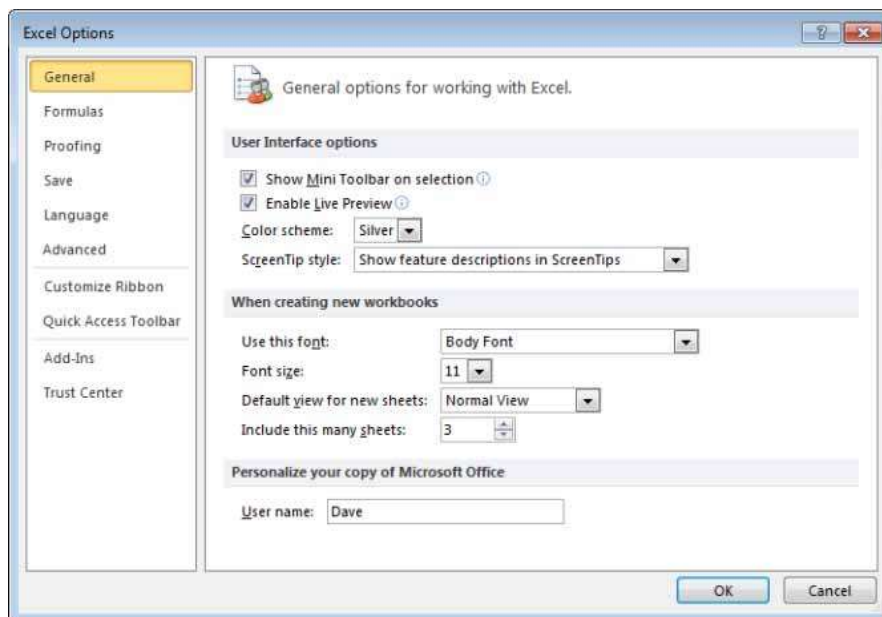 Excel Options
General
Formulas
Proofing
Save
Language
Advanced
Customize Ribbon
Quick Access Toolbar
Add-Ins
Trust Center
General options for working with Excel.
User Interface options
Show Mini Toolbar on selection
Enable Live Preview
Color scheme: Silver
ScreenTip style: Show feature descriptions in ScreenTips
When creating new workbooks
Use this font: Body Font
Font size: 11
Default view for new sheets: Normal View
Include this many sheets: 3
Personalize your copy of Microsoft Office
User name: Dave
OK Cancel